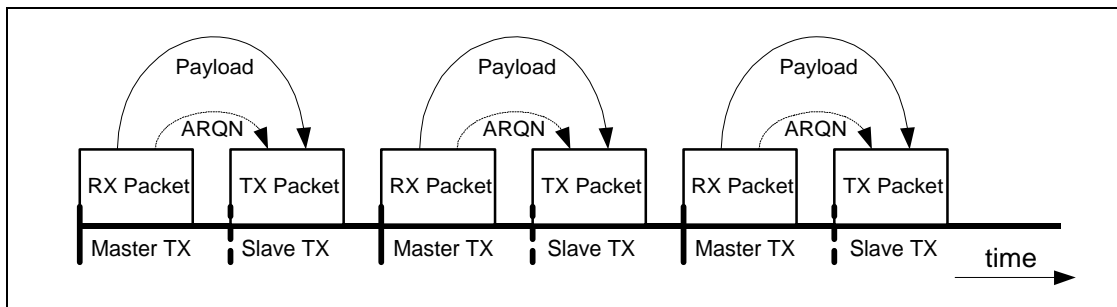 Payload Payload Payload
ARQN ARQN ARQN
RX Packet TX Packet RX Packet TX Packet RX Packet TX Packet
Master TX Slave TX Master TX Slave TX Master TX Slave TX
time